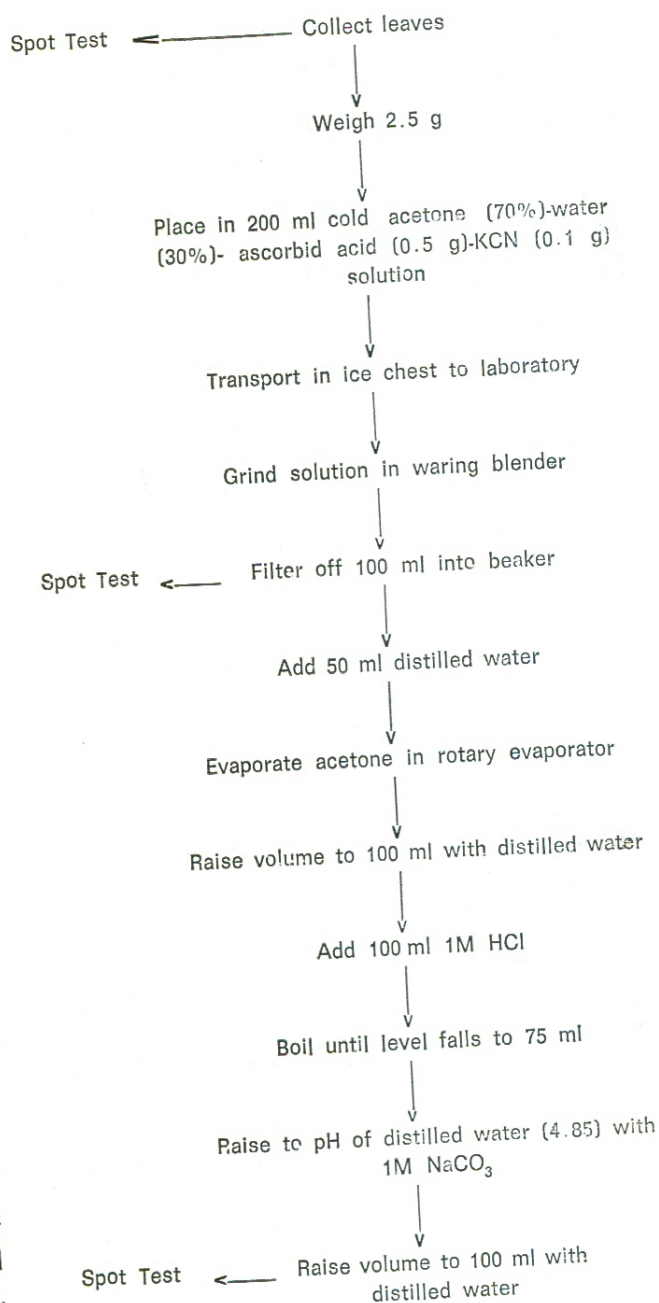 Collect leaves
Spot Test
Weigh 2.5 g
Place in 200 ml cold acetone (70%)-water
(30%)- ascorbid acid (0.5 g)-KCN (0.1 g)
solution
Transport in ice chest to laboratory
Grind solution in waring blender
Filter off 100 ml into beaker
Spot Test
Add 50 ml distilled water
Evaporate acetone in rotary evaporator
Raise volume to 100 ml with distilled water
Add 100 ml 1M HCl
Boil until level falls to 75 ml
Raise to pH of distilled water (4.85) with
1M NaCO₃
Raise volume to 100 ml with
distilled water
Spot Test